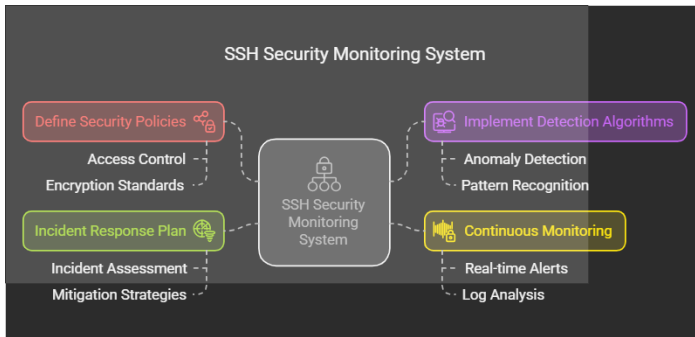 SSH Security Monitoring System
Define Security Policies
Access Control
Encryption Standards
Incident Response Plan
Incident Assessment
Mitigation Strategies
SSH Security
Monitoring
System
Implement Detection Algorithms
Anomaly Detection
Pattern Recognition
Continuous Monitoring
Real-time Alerts
Log Analysis